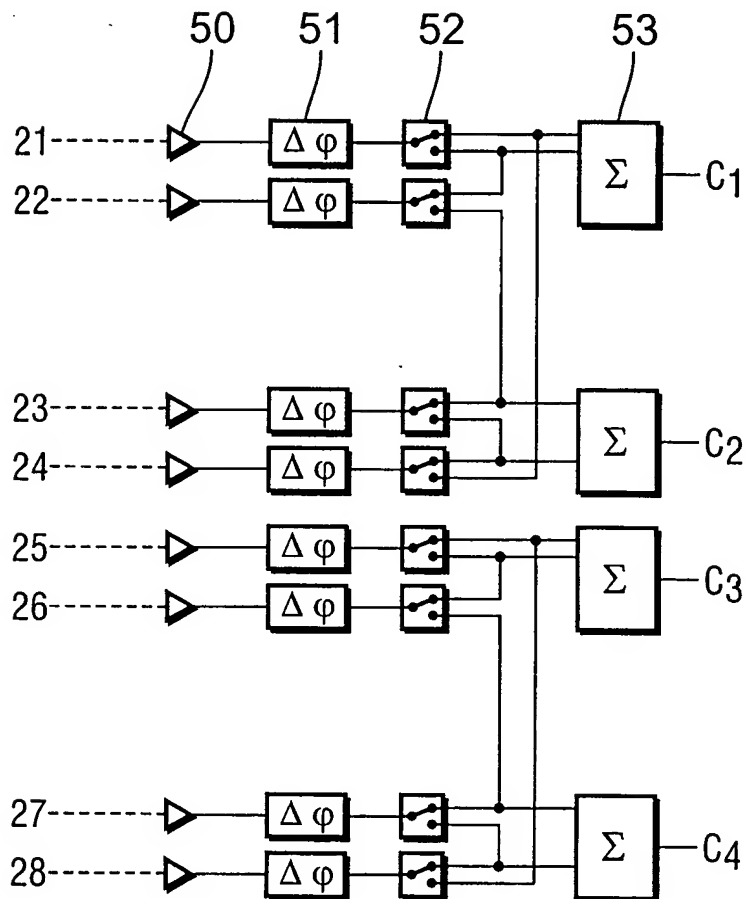 50 51 52 53
21 Δ φ Σ C1
22 Δ φ
23 Δ φ Σ C2
24 Δ φ
25 Δ φ Σ C3
26 Δ φ
27 Δ φ Σ C4
28 Δ φ